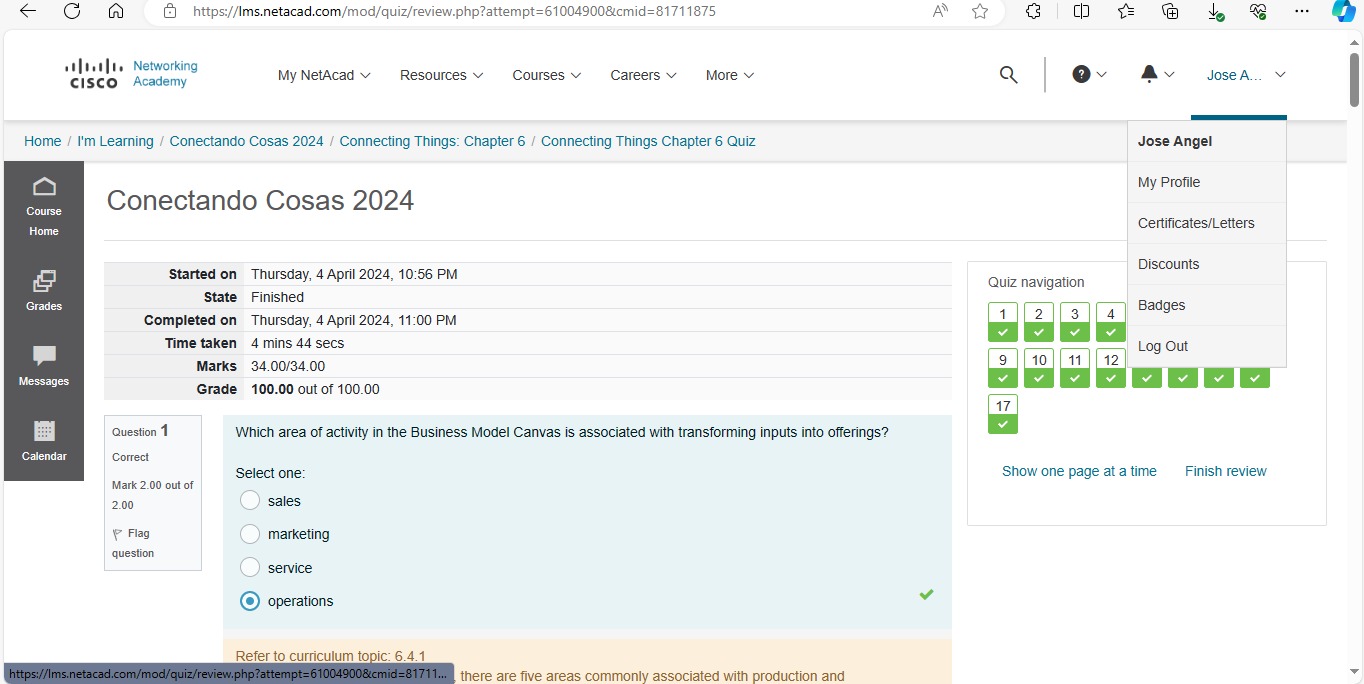 https://lms.netacad.com/mod/quiz/review.php?attempt=61004900&cmid=81711875
CISCO Networking Academy
My NetAcad Resources Courses Careers More
Jose A...
Home / I'm Learning / Conectando Cosas 2024 / Connecting Things: Chapter 6 / Connecting Things Chapter 6 Quiz
Jose Angel
My Profile
Certificates/Letters
Discounts
Badges
Log Out
Course
Home
Grades
Messages
Calendar
Conectando Cosas 2024
Started on Thursday, 4 April 2024, 10:56 PM
State Finished
Completed on Thursday, 4 April 2024, 11:00 PM
Time taken 4 mins 44 secs
Marks 34.00/34.00
Grade 100.00 out of 100.00
Quiz navigation
1 2 3 4
9 10 11 12
17
Show one page at a time Finish review
Question 1
Correct
Mark 2.00 out of
2.00
Flag
question
Which area of activity in the Business Model Canvas is associated with transforming inputs into offerings?
Select one:
sales
marketing
service
operations
Refer to curriculum topic: 6.4.1
, there are five areas commonly associated with production and
https://lms.netacad.com/mod/quiz/review.php?attempt=61004900&cmid=81711...